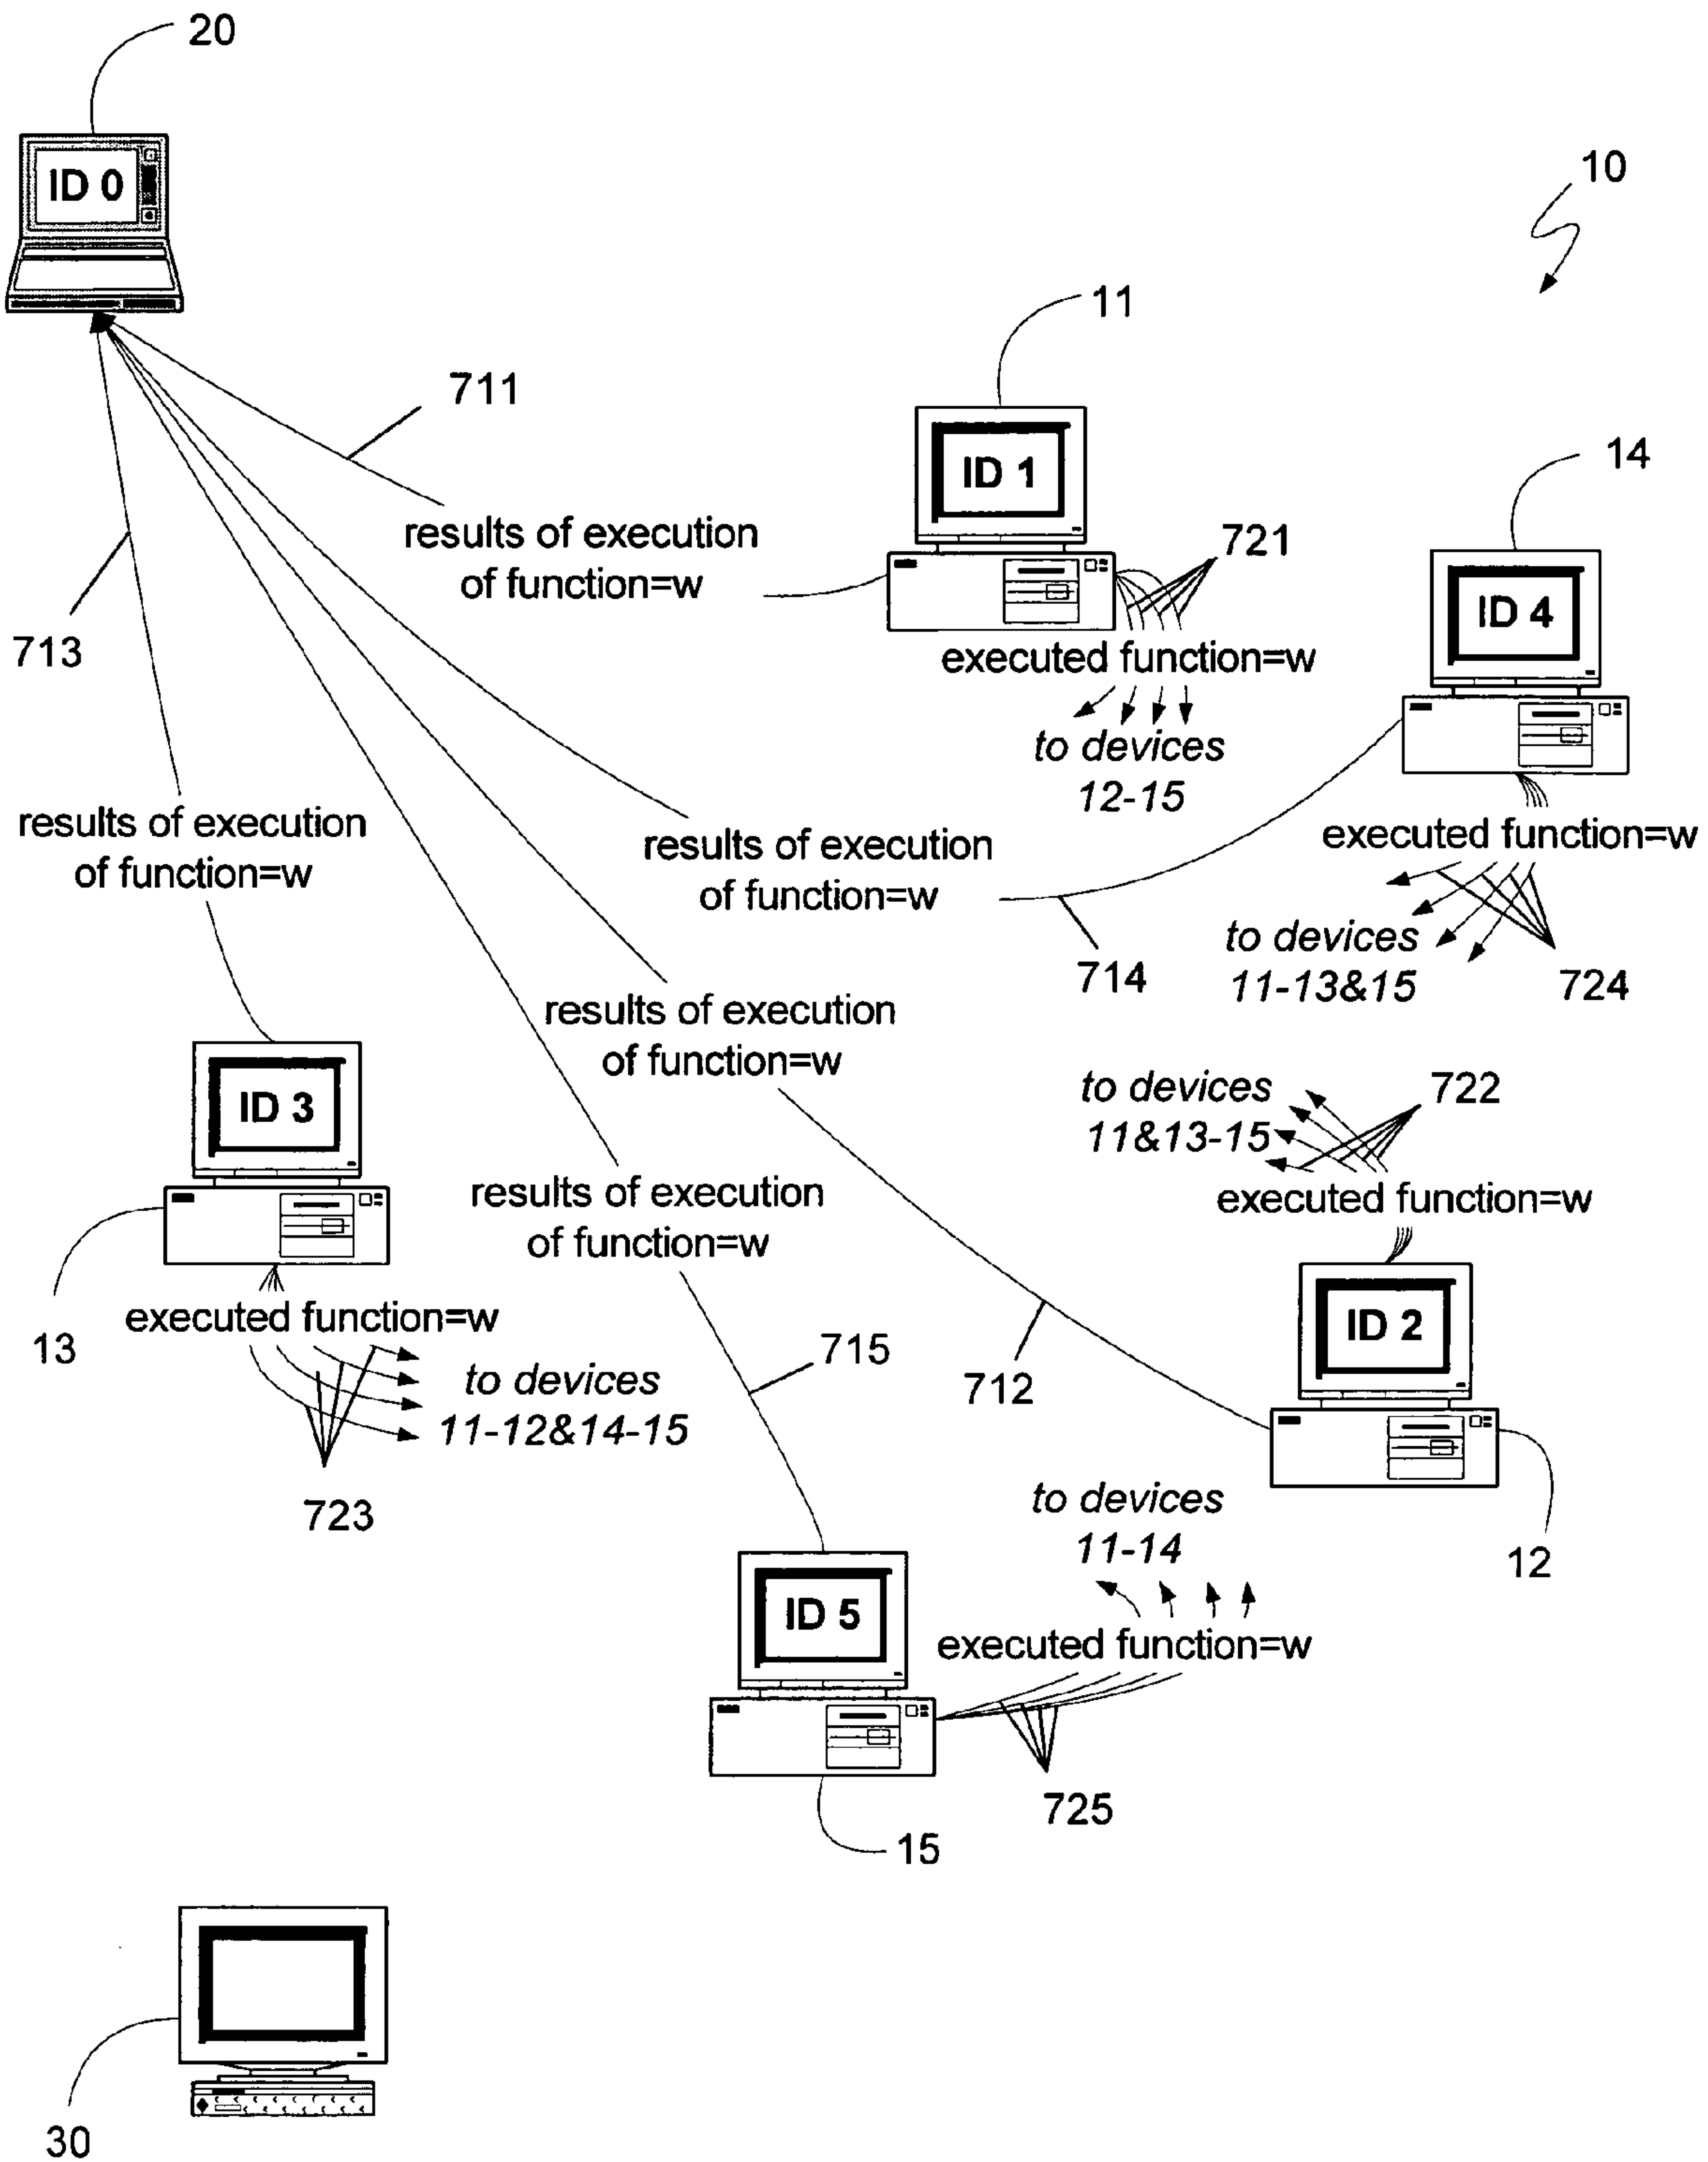 20
ID 0
10
11
711
ID 1
14
results of execution
of function=w
721
ID 4
713
executed function=w
to devices
12-15
results of execution
of function=w
results of execution
of function=w
executed function=w
to devices
11-13&15
714
724
results of execution
of function=w
ID 3
to devices
11&13-15
722
results of execution
of function=w
executed function=w
13
executed function=w
to devices
11-12&14-15
723
715
712
ID 2
to devices
11-14
12
ID 5
executed function=w
725
15
30